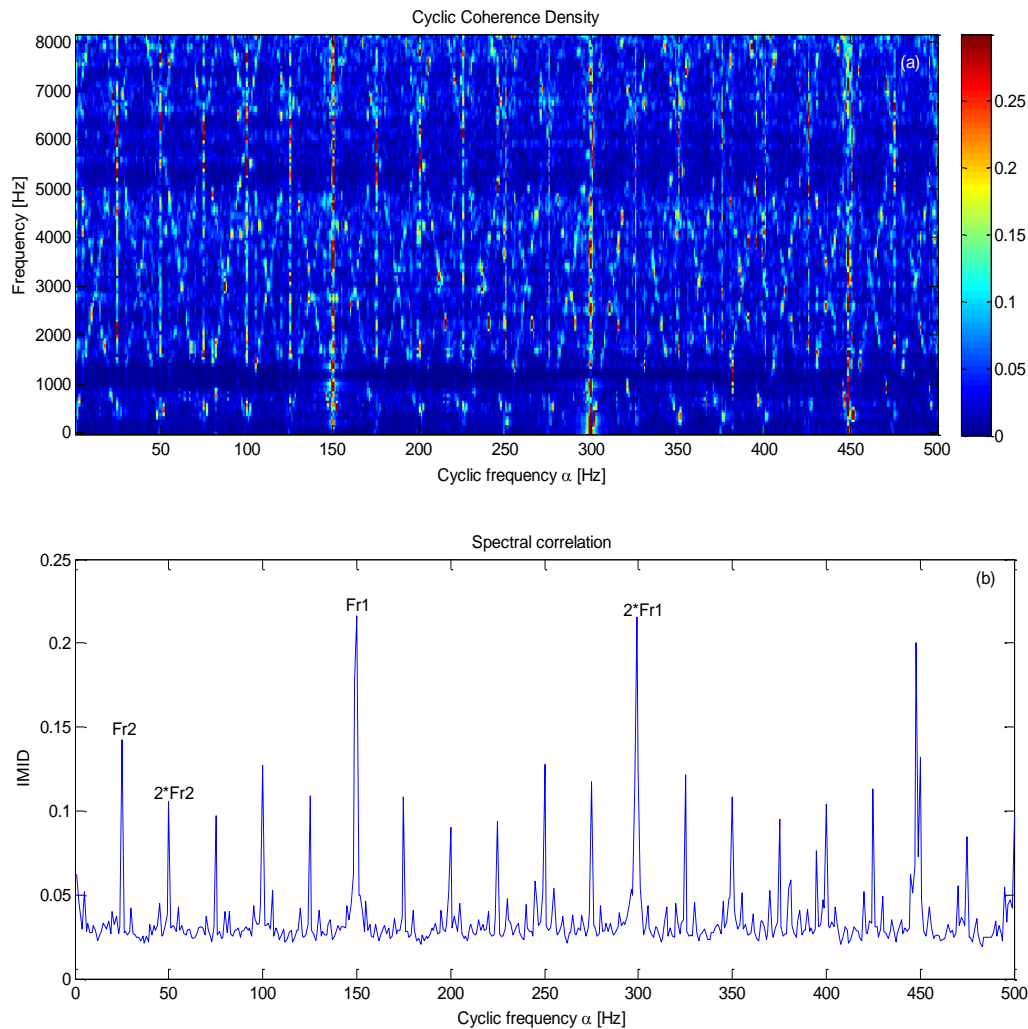 Cyclic Coherence Density
(a)
8000
7000
6000
5000
4000
3000
2000
1000
0
Frequency [Hz]
50 100 150 200 250 300 350 400 450 500
Cyclic frequency α [Hz]
0.25
0.2
0.15
0.1
0.05
0
Spectral correlation
(b)
0.25
0.2
0.15
0.1
0.05
0
IMID
Fr1
2*Fr1
Fr2
2*Fr2
0 50 100 150 200 250 300 350 400 450 500
Cyclic frequency α [Hz]